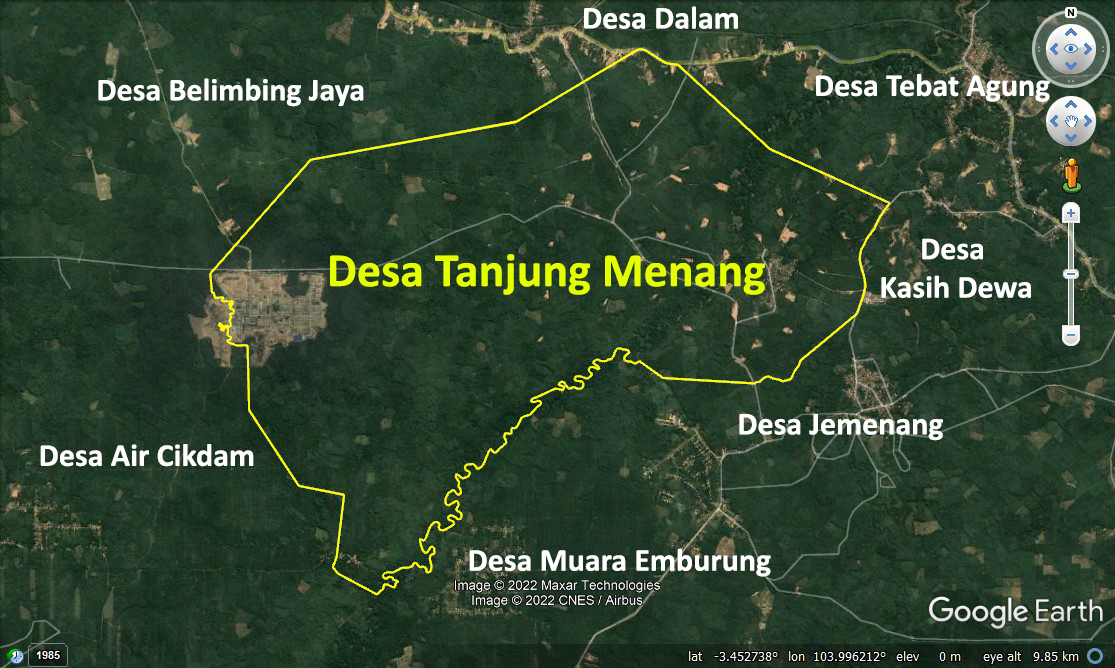 Desa Dalam
N
Desa Belimbing Jaya
Desa Tebat Agung
Desa
Kasih Dewa
Desa Tanjung Menang
Desa Jemenang
Desa Air Cikdam
Desa Muara Emburung
Image © 2022 Maxar Technologies
Image © 2022 CNES / Airbus
Google Earth
1985
lat -3.452738° lon 103.996212° elev 0 m eye alt 9.85 km